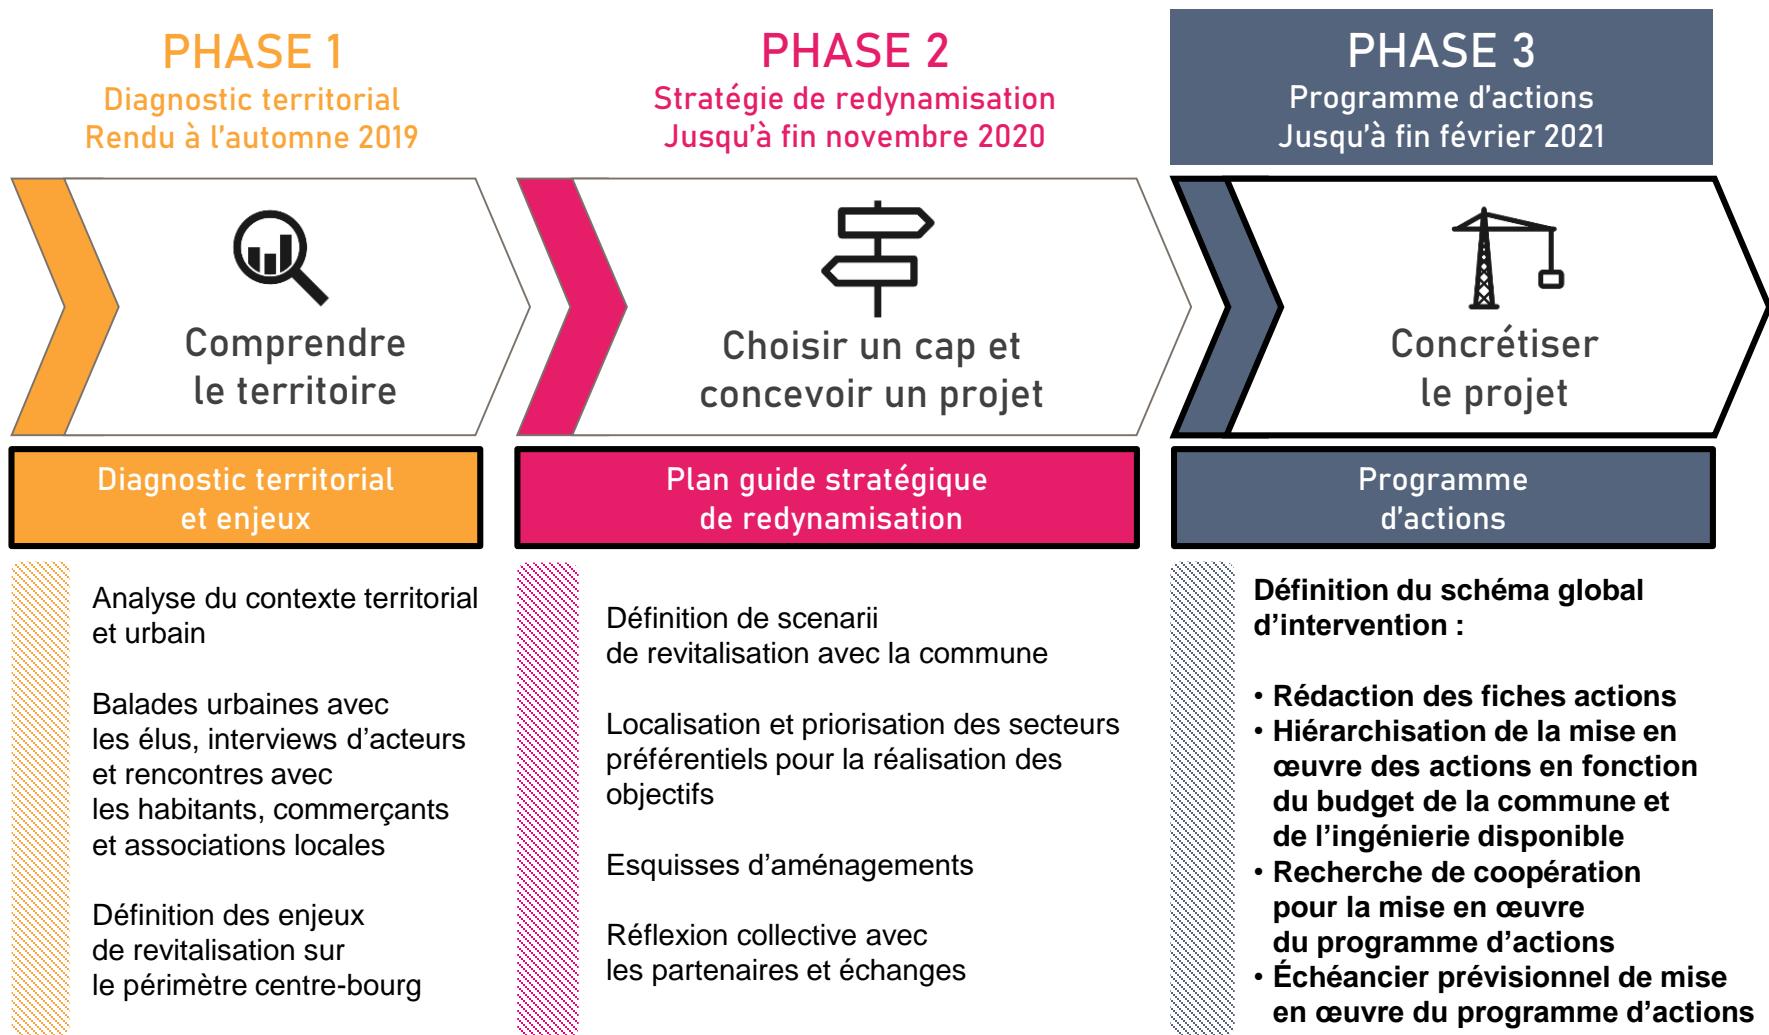 PHASE 1
Diagnostic territorial
Rendu à l'automne 2019
Comprendre
le territoire
Diagnostic territorial
et enjeux
Analyse du contexte territorial
et urbain
Balades urbaines avec
les élus, interviews d'acteurs
et rencontres avec
les habitants, commerçants
et associations locales
Définition des enjeux
de revitalisation sur
le périmètre centre-bourg
PHASE 2
Stratégie de redynamisation
Jusqu'à fin novembre 2020
Choisir un cap et
concevoir un projet
Plan guide stratégique
de redynamisation
Définition de scenarii
de revitalisation avec la commune
Localisation et priorisation des secteurs
préférentiels pour la réalisation des
objectifs
Esquisses d'aménagements
Réflexion collective avec
les partenaires et échanges
PHASE 3
Programme d'actions
Jusqu'à fin février 2021
Concrétiser
le projet
Programme
d'actions
Définition du schéma global
d'intervention :
• Rédaction des fiches actions
• Hiérarchisation de la mise en
œuvre des actions en fonction
du budget de la commune et
de l'ingénierie disponible
• Recherche de coopération
pour la mise en œuvre
du programme d'actions
• Échéancier prévisionnel de mise
en œuvre du programme d'actions